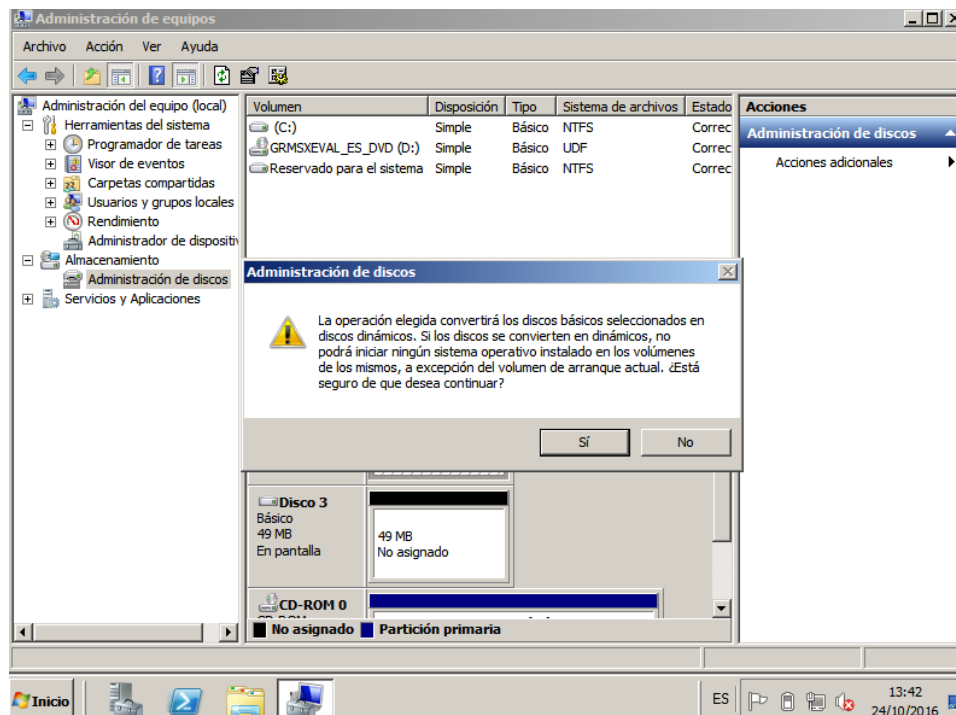 Administración de equipos
Archivo Acción Ver Ayuda
Administración del equipo (local)
Herramientas del sistema
Programador de tareas
Visor de eventos
Carpetas compartidas
Usuarios y grupos locales
Rendimiento
Administrador de dispositiv
Almacenamiento
Administración de discos
Servicios y Aplicaciones
Volumen Disposición Tipo Sistema de archivos Estado
(C:) Simple Básico NTFS Correc
GRMSXEVAL_ES_DVD (D:) Simple Básico UDF Correc
Reservado para el sistema Simple Básico NTFS Correc
Acciones
Administración de discos
Acciones adicionales
Administración de discos
La operación elegida convertirá los discos básicos seleccionados en
discos dinámicos. Si los discos se convierten en dinámicos, no
podrá iniciar ningún sistema operativo instalado en los volúmenes
de los mismos, a excepción del volumen de arranque actual. ¿Está
seguro de que desea continuar?
Sí No
Disco 3
Básico
49 MB
En pantalla
49 MB
No asignado
CD-ROM 0
No asignado Partición primaria
Inicio
ES
13:42
24/10/2016